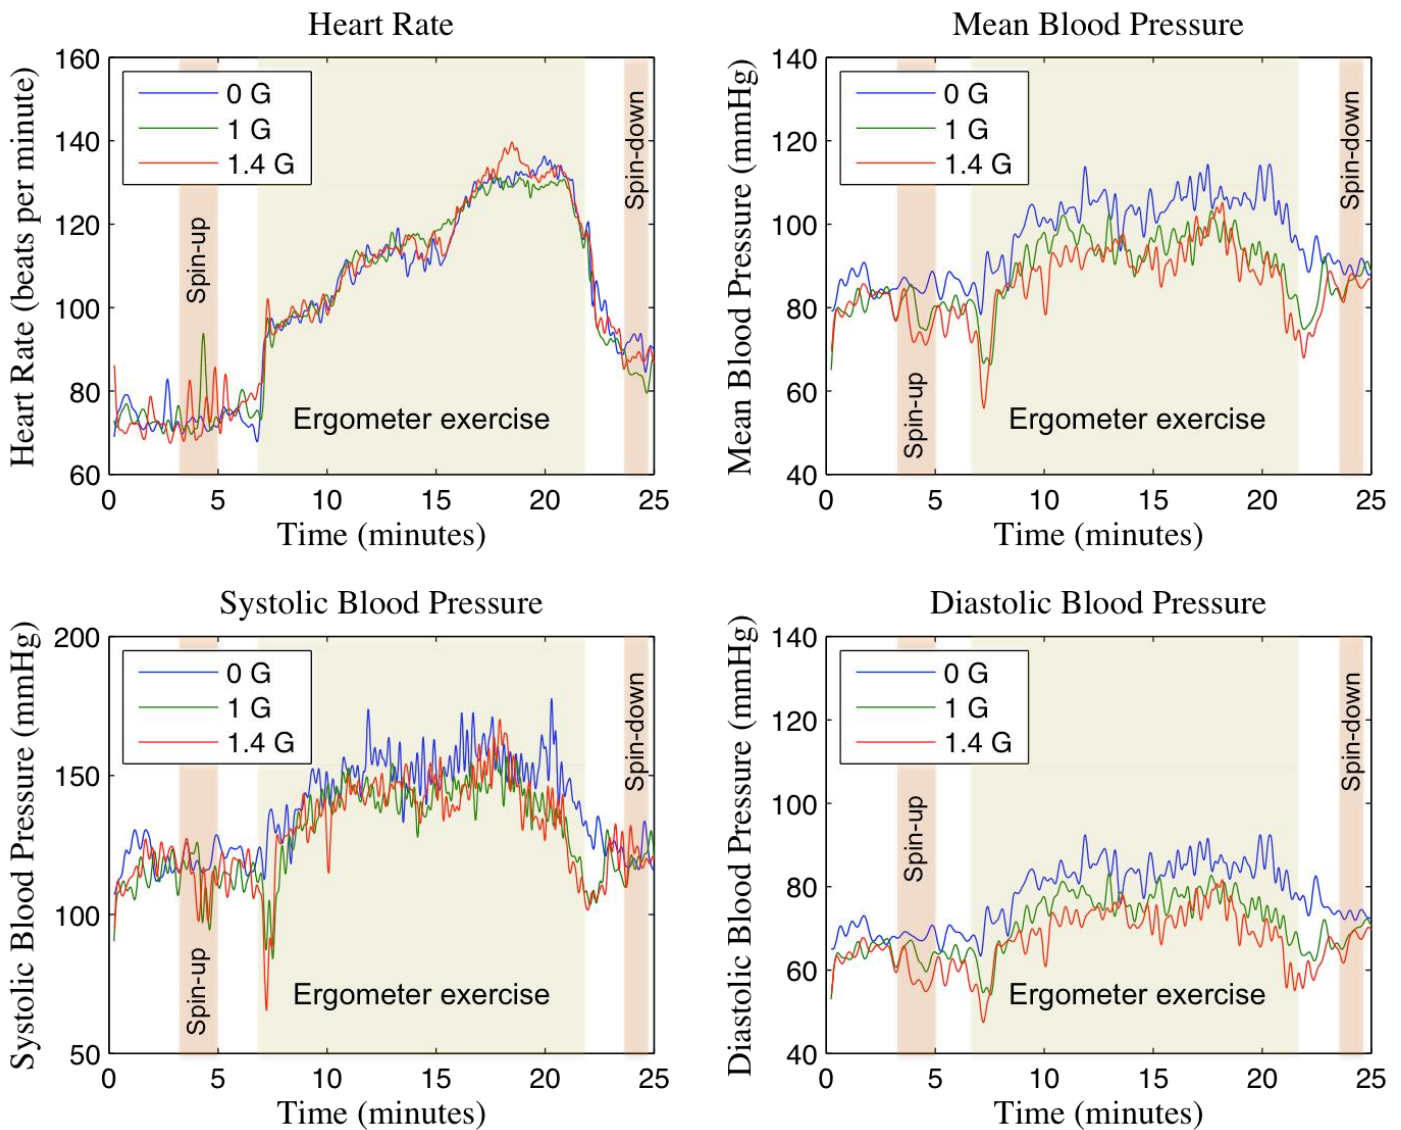 Heart Rate
Heart Rate (beats per minute)
160
140
120
100
80
60
0 G
1 G
1.4 G
Spin-up
Spin-down
Ergometer exercise
0 5 10 15 20 25
Time (minutes)
Mean Blood Pressure
Mean Blood Pressure (mmHg)
140
120
100
80
60
40
0 G
1 G
1.4 G
Spin-up
Spin-down
Ergometer exercise
0 5 10 15 20 25
Time (minutes)
Systolic Blood Pressure
Systolic Blood Pressure (mmHg)
200
150
100
50
0 G
1 G
1.4 G
Spin-up
Spin-down
Ergometer exercise
0 5 10 15 20 25
Time (minutes)
Diastolic Blood Pressure
Diastolic Blood Pressure (mmHg)
140
120
100
80
60
40
0 G
1 G
1.4 G
Spin-up
Spin-down
Ergometer exercise
0 5 10 15 20 25
Time (minutes)